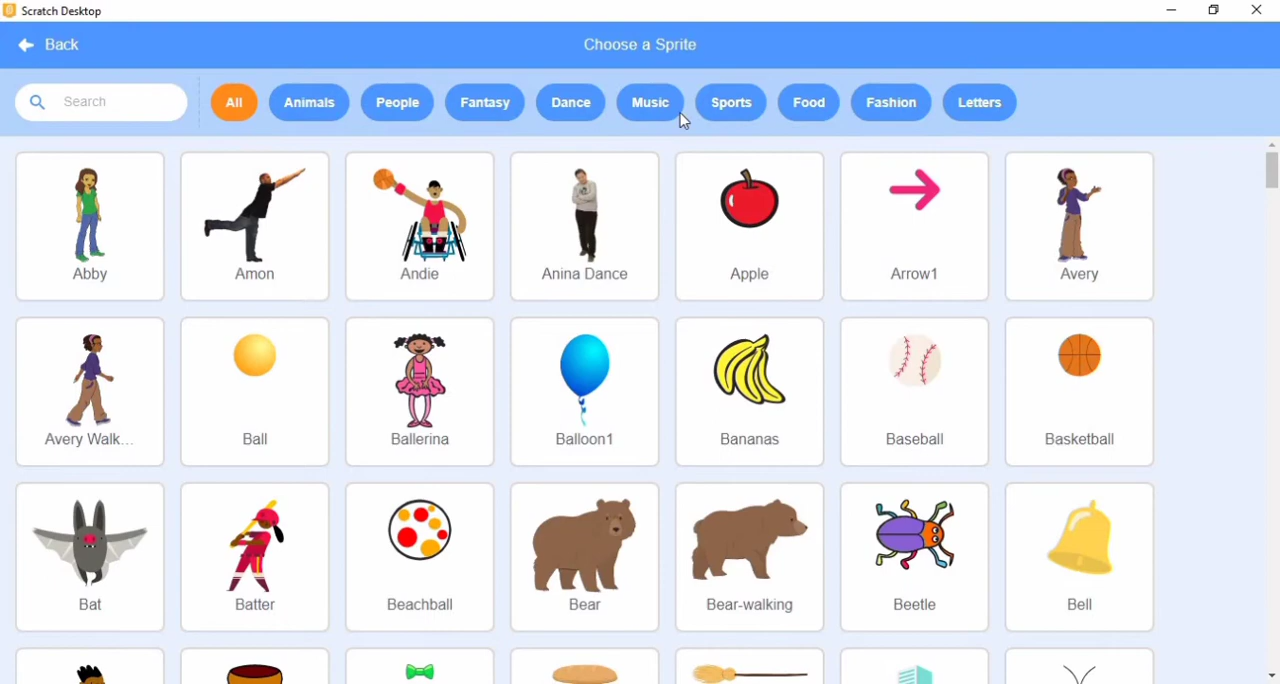 Scratch Desktop
Back
Choose a Sprite
Search
All Animals People Fantasy Dance Music Sports Food Fashion Letters
Abby Amon Andie Anina Dance Apple Arrow1 Avery
Avery Walk... Ball Ballerina Balloon1 Bananas Baseball Basketball
Bat Batter Beachball Bear Bear-walking Beetle Bell